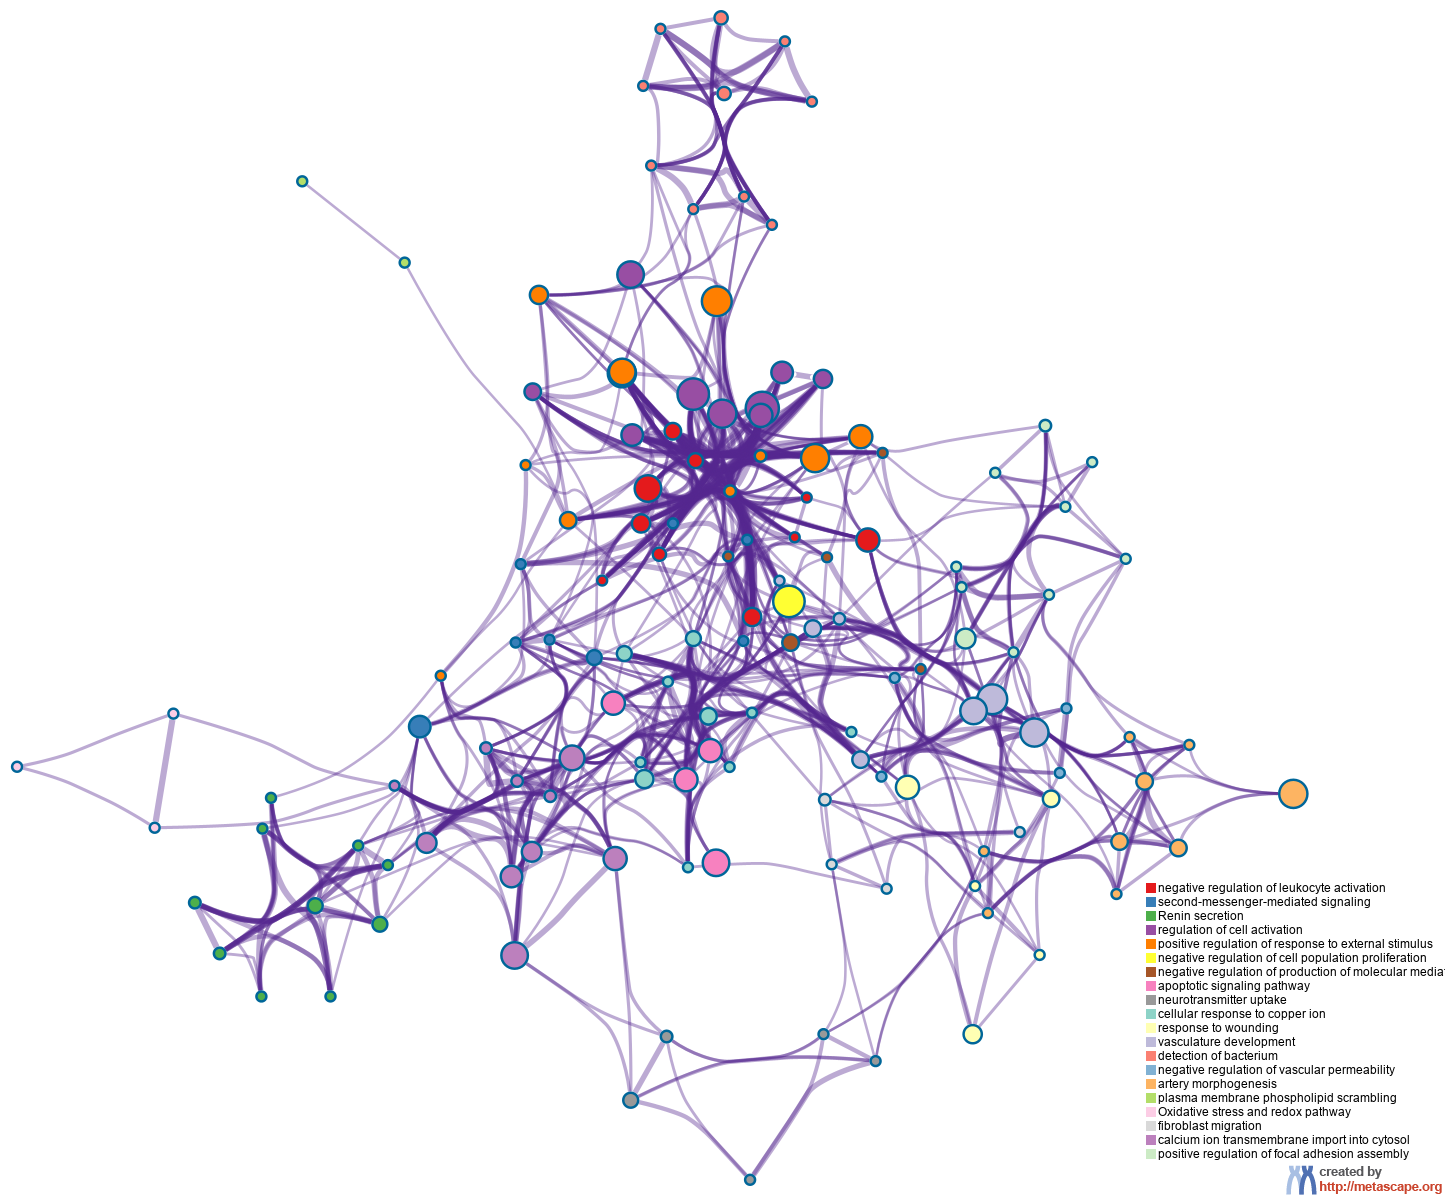 negative regulation of leukocyte activation
second-messenger-mediated signaling
Renin secretion
regulation of cell activation
positive regulation of response to external stimulus
negative regulation of cell population proliferation
negative regulation of production of molecular media
apoptotic signaling pathway
neurotransmitter uptake
cellular response to copper ion
response to wounding
vasculature development
detection of bacterium
negative regulation of vascular permeability
artery morphogenesis
plasma membrane phospholipid scrambling
Oxidative stress and redox pathway
fibroblast migration
calcium ion transmembrane import into cytosol
positive regulation of focal adhesion assembly
created by
http://metascape.org